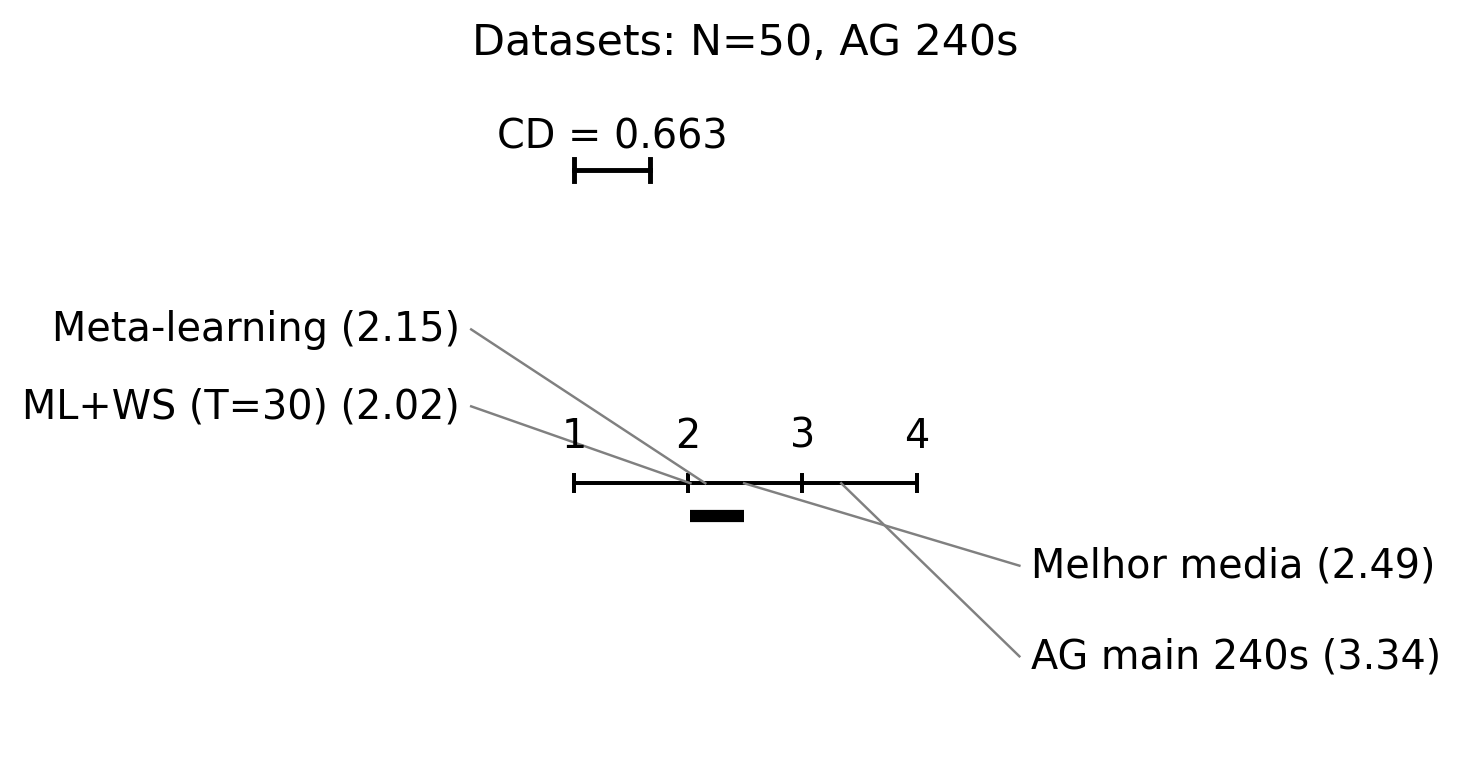 Datasets: N=50, AG 240s
CD = 0.663
Meta-learning (2.15)
ML+WS (T=30) (2.02)
1 2 3 4
Melhor media (2.49)
AG main 240s (3.34)